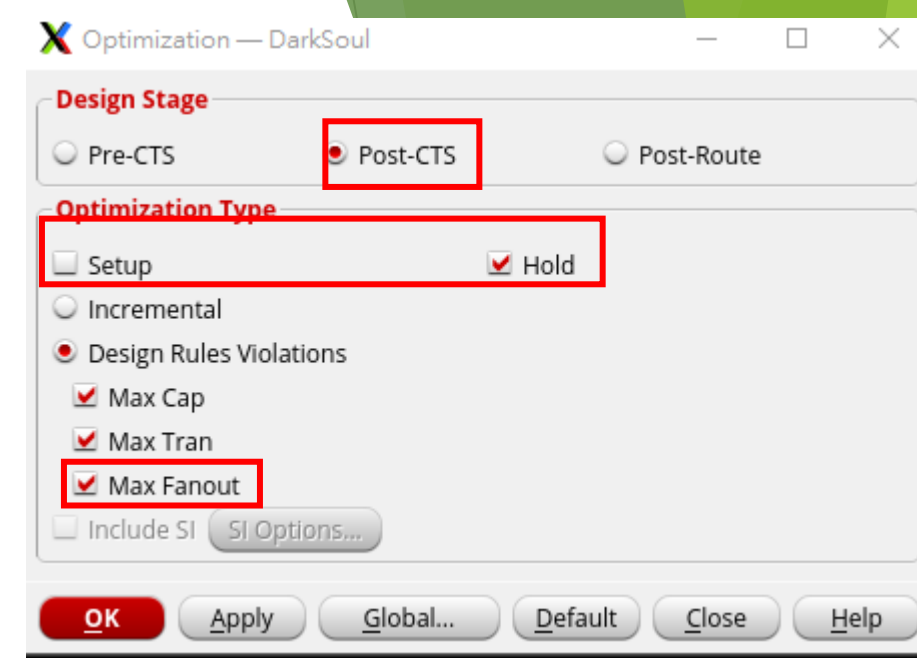 Optimization — DarkSoul
Design Stage
Pre-CTS Post-CTS Post-Route
Optimization Type
Setup Hold
Incremental
Design Rules Violations
Max Cap
Max Tran
Max Fanout
Include SI SI Options...
OK Apply Global... Default Close Help